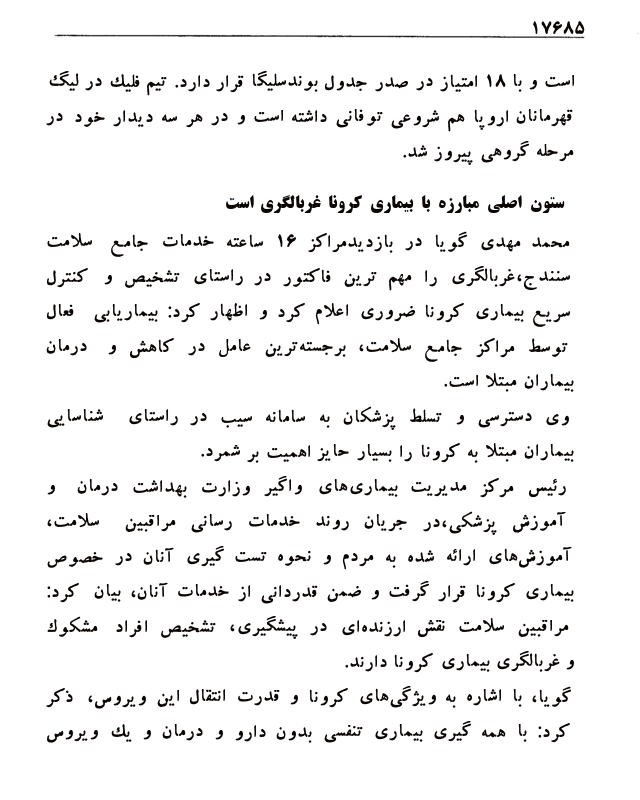 ۱۷۶۸۵
است و با ۱۸ امتیاز در صدر جدول بوندسلیگا قرار دارد. تیم فلیك در لیگ
قهرمانان اروپا هم شروعی توفانی داشته است و در هر سه دیدار خود در
مرحله گروهی پیروز شد.
ستون اصلی مبارزه با بیماری کرونا غربالگری است
محمد مهدی گویا در بازدیدمراکز ۱۶ ساعته خدمات جامع سلامت
سنندج،غربالگری را مهم ترین فاکتور در راستای تشخیص و کنترل
سریع بیماری کرونا ضروری اعلام کرد و اظهار کرد: بیماریابی فعال
توسط مراکز جامع سلامت، برجسته‌ترین عامل در کاهش و درمان
بیماران مبتلا است.
وی دسترسی و تسلط پزشکان به سامانه سیب در راستای شناسایی
بیماران مبتلا به کرونا را بسیار حایز اهمیت بر شمرد.
رئیس مرکز مدیریت بیماری‌های واگیر وزارت بهداشت درمان و
آموزش پزشکی،در جریان روند خدمات رسانی مراقبین سلامت،
آموزش‌های ارائه شده به مردم و نحوه تست گیری آنان در خصوص
بیماری کرونا قرار گرفت و ضمن قدردانی از خدمات آنان، بیان کرد:
مراقبین سلامت نقش ارزنده‌ای در پیشگیری، تشخیص افراد مشکوك
و غربالگری بیماری کرونا دارند.
گویا، با اشاره به ویژگی‌های کرونا و قدرت انتقال این ویروس، ذکر
کرد: با همه گیری بیماری تنفسی بدون دارو و درمان و یك ویروس